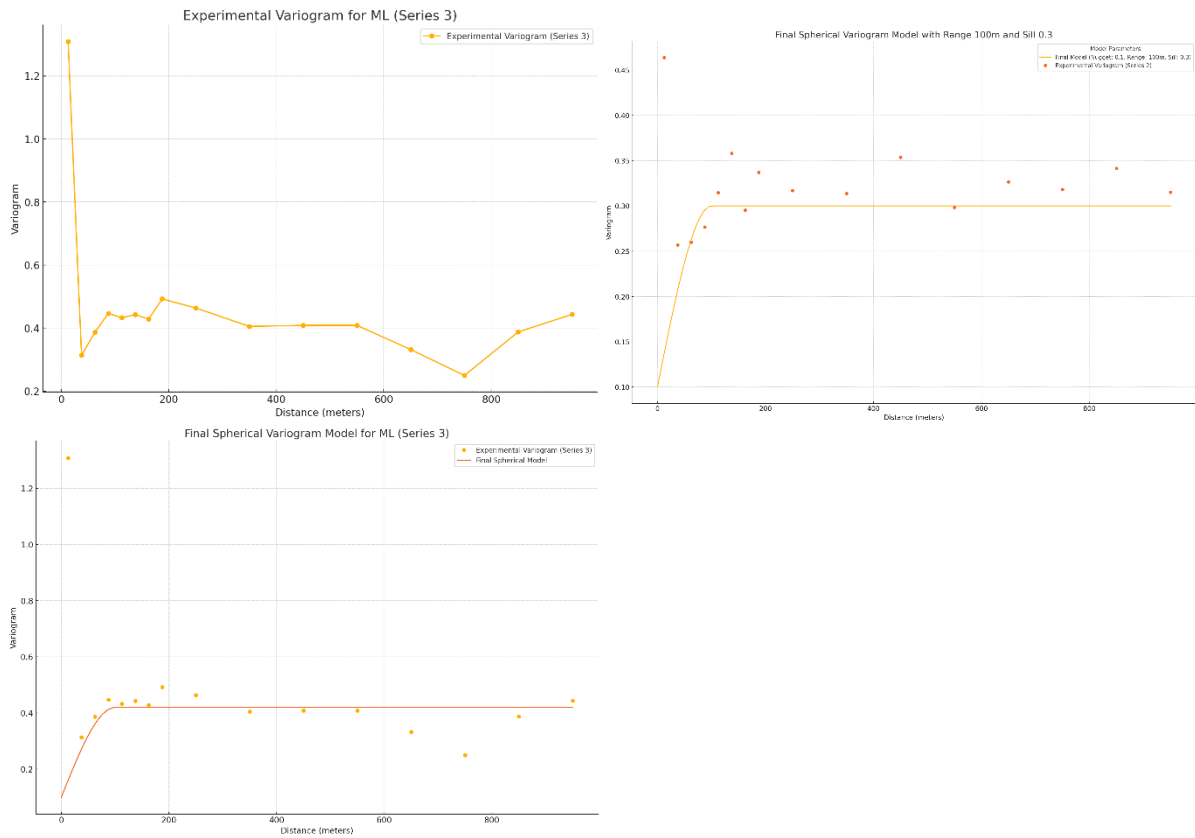 Experimental Variogram for ML (Series 3)
Experimental Variogram (Series 3)
1.2
1.0
0.8
0.6
0.4
0.2
Variogram
0
200
400
600
800
Distance (meters)
Final Spherical Variogram Model with Range 100m and Sill 0.3
Model Parameters
Final Model (Nugget: 0.1, Range: 100m, Sill: 0.3)
Experimental Variogram (Series 2)
0.45
0.40
0.35
0.30
0.25
0.20
0.15
0.10
Variogram
0
200
400
600
800
Distance (meters)
Final Spherical Variogram Model for ML (Series 3)
Experimental Variogram (Series 3)
Final Spherical Model
1.2
1.0
0.8
0.6
0.4
0.2
Variogram
0
200
400
600
800
Distance (meters)